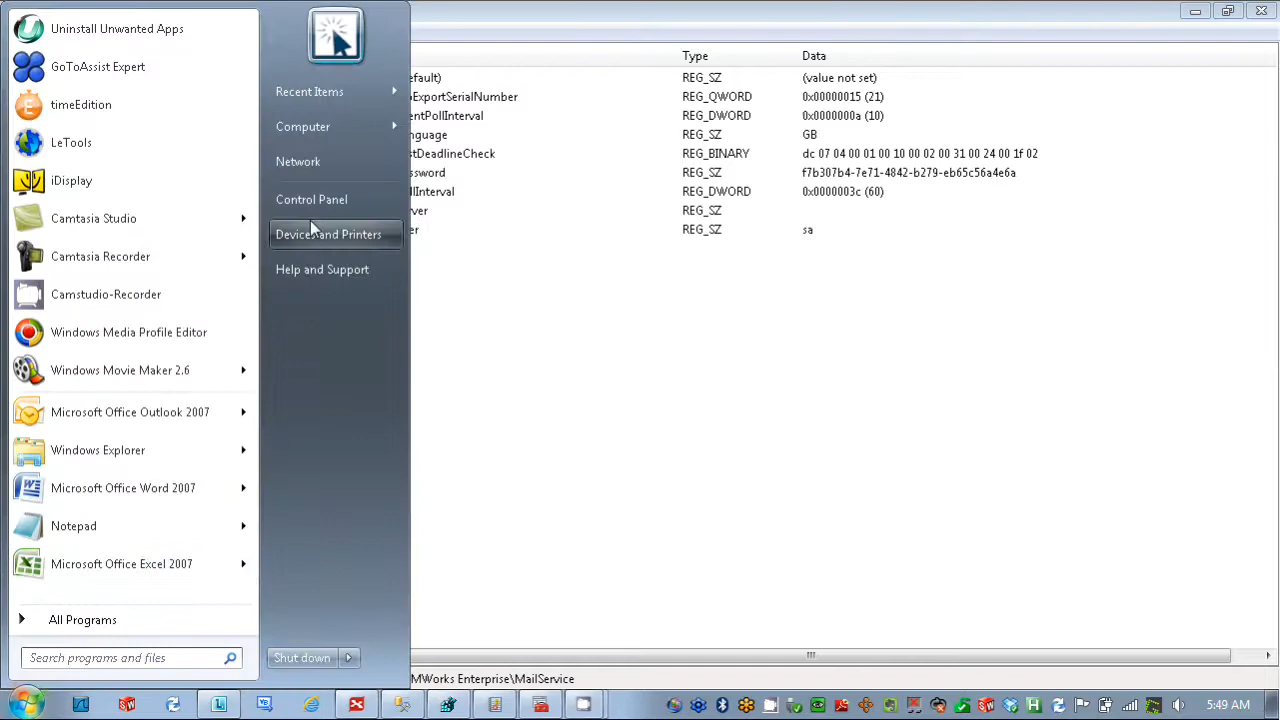 Uninstall Unwanted Apps
GoToAssist Expert
timeEdition
LeTools
iDisplay
Camtasia Studio
Camtasia Recorder
Camstudio-Recorder
Windows Media Profile Editor
Windows Movie Maker 2.6
Microsoft Office Outlook 2007
Windows Explorer
Microsoft Office Word 2007
Notepad
Microsoft Office Excel 2007
All Programs
Search programs and files
Recent Items
Computer
Network
Control Panel
Devices and Printers
Help and Support
Shut down
Type Data
efault) REG_SZ (value not set)
oExportSerialNumber REG_QWORD 0x00000015 (21)
entPollInterval REG_DWORD 0x0000000a (10)
nguage REG_SZ GB
stDeadlineCheck REG_BINARY dc 07 04 00 01 00 10 00 02 00 31 00 24 00 1f 02
ssword REG_SZ f7b307b4-7e71-4842-b279-eb65c56a4e6a
llInterval REG_DWORD 0x0000003c (60)
rver REG_SZ
er REG_SZ sa
MWorks Enterprise\MailService
5:49 AM